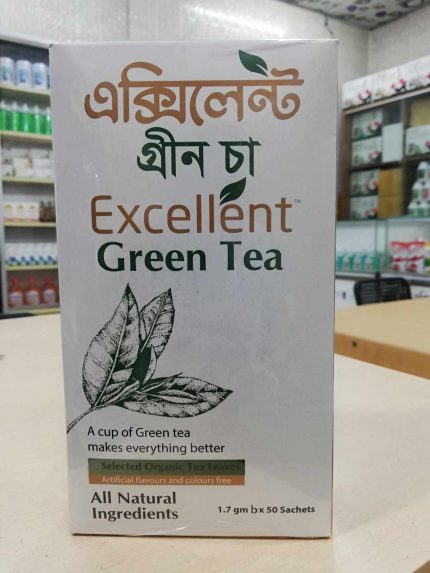 এক্সিলেন্ট
গ্রীন চা
Excellent™
Green Tea
A cup of Green tea
makes everything better
Selected Organic Tea Leaves
Artificial flavours and colours free
All Natural
Ingredients
1.7 gm b x 50 Sachets